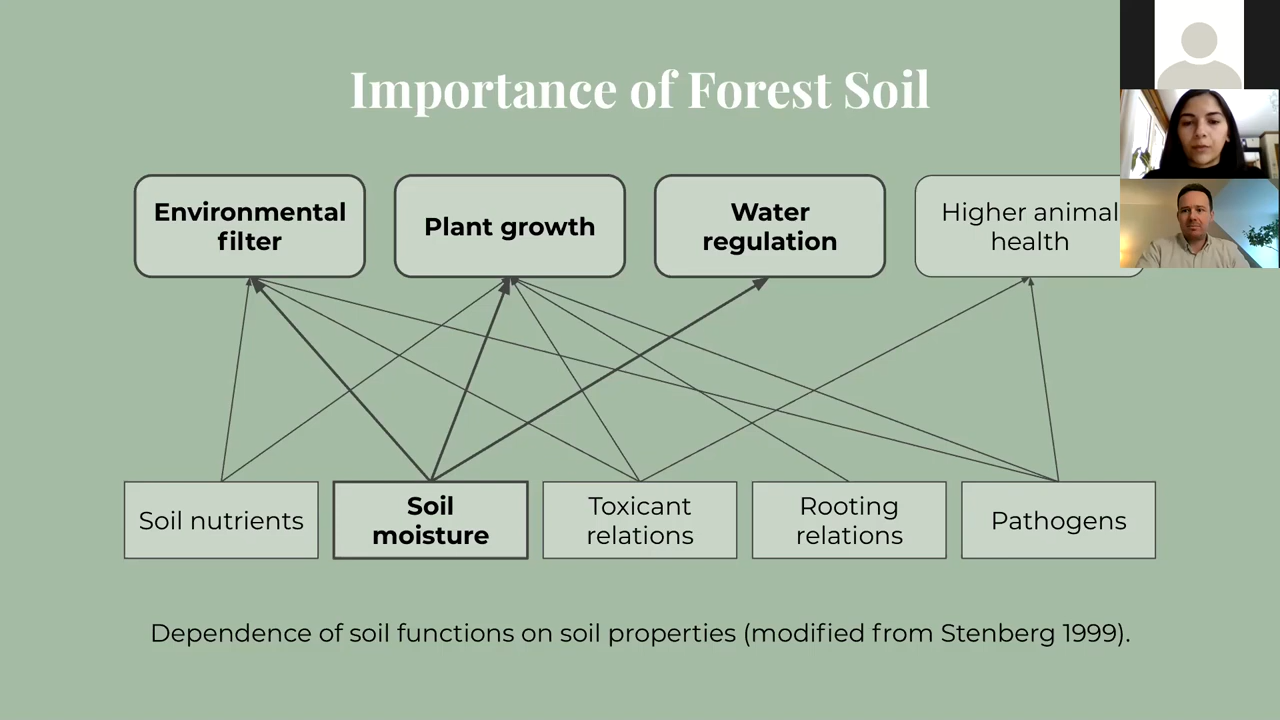 Importance of Forest Soil
Environmental
filter
Plant growth
Water
regulation
Higher animal
health
Soil nutrients
Soil
moisture
Toxicant
relations
Rooting
relations
Pathogens
Dependence of soil functions on soil properties (modified from Stenberg 1999).